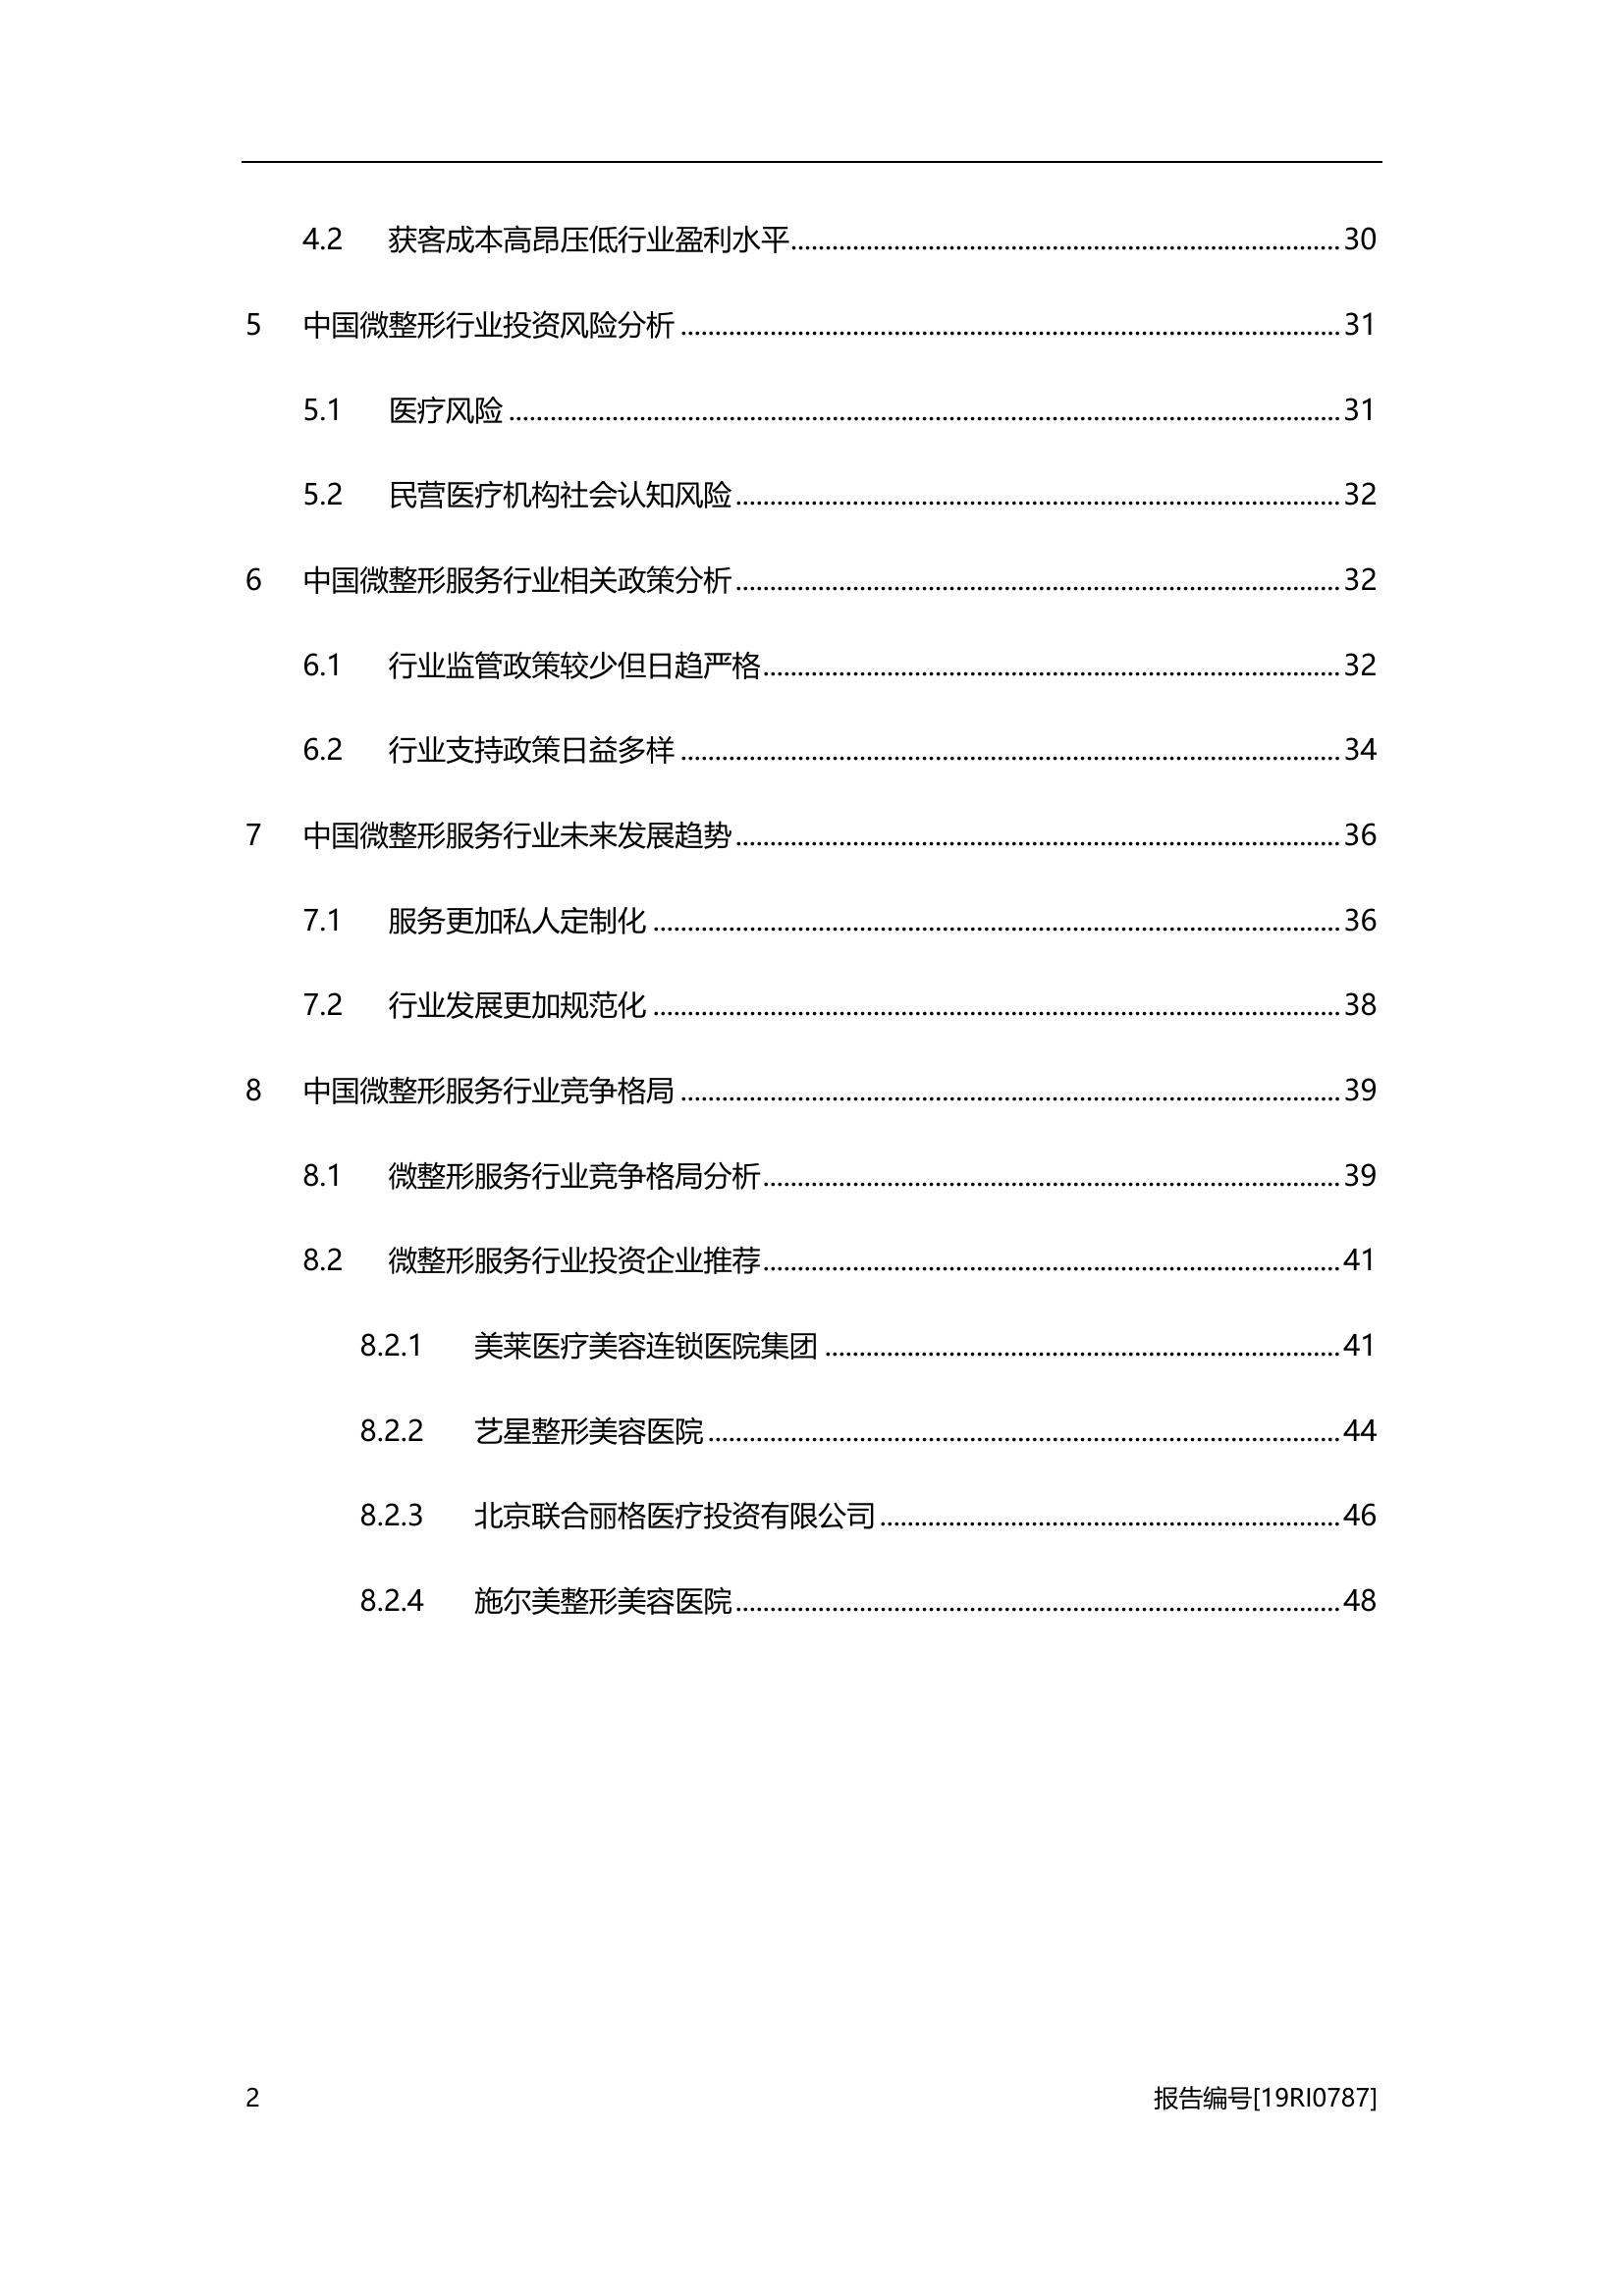 4.2 获客成本高昂压低行业盈利水平........................................30
5 中国微整形行业投资风险分析........................................31
5.1 医疗风险........................................31
5.2 民营医疗机构社会认知风险........................................32
6 中国微整形服务行业相关政策分析........................................32
6.1 行业监管政策较少但日趋严格........................................32
6.2 行业支持政策日益多样........................................34
7 中国微整形服务行业未来发展趋势........................................36
7.1 服务更加私人定制化........................................36
7.2 行业发展更加规范化........................................38
8 中国微整形服务行业竞争格局........................................39
8.1 微整形服务行业竞争格局分析........................................39
8.2 微整形服务行业投资企业推荐........................................41
8.2.1 美莱医疗美容连锁医院集团........................................41
8.2.2 艺星整形美容医院........................................44
8.2.3 北京联合丽格医疗投资有限公司........................................46
8.2.4 施尔美整形美容医院........................................48
2 报告编号[19RI0787]